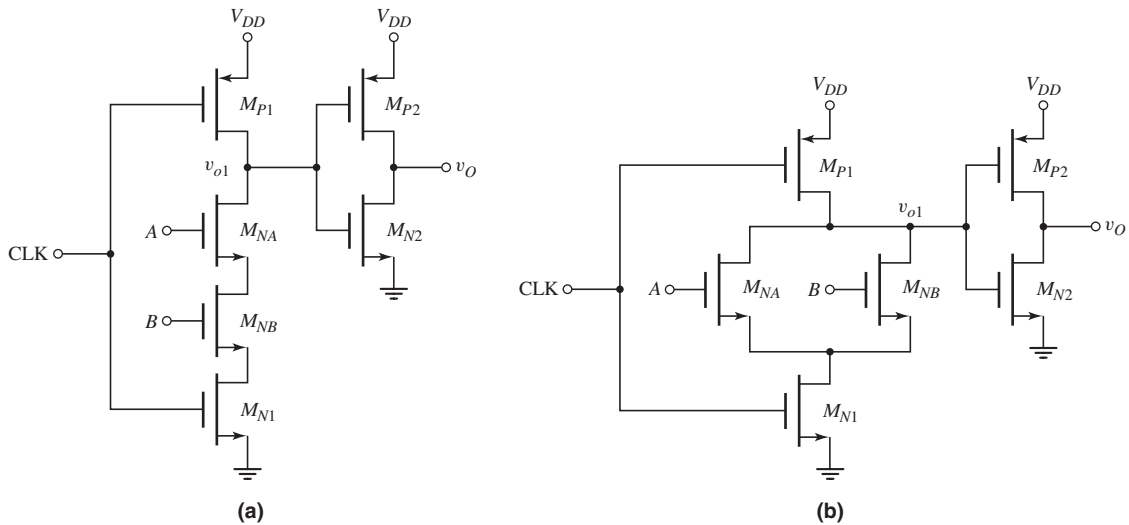 V_DD
V_DD
M_P1
M_P2
v_o1
v_O
A
M_NA
M_N2
CLK
B
M_NB
M_N1
(a)
V_DD
V_DD
M_P1
M_P2
v_o1
v_O
CLK
A
M_NA
B
M_NB
M_N2
M_N1
(b)